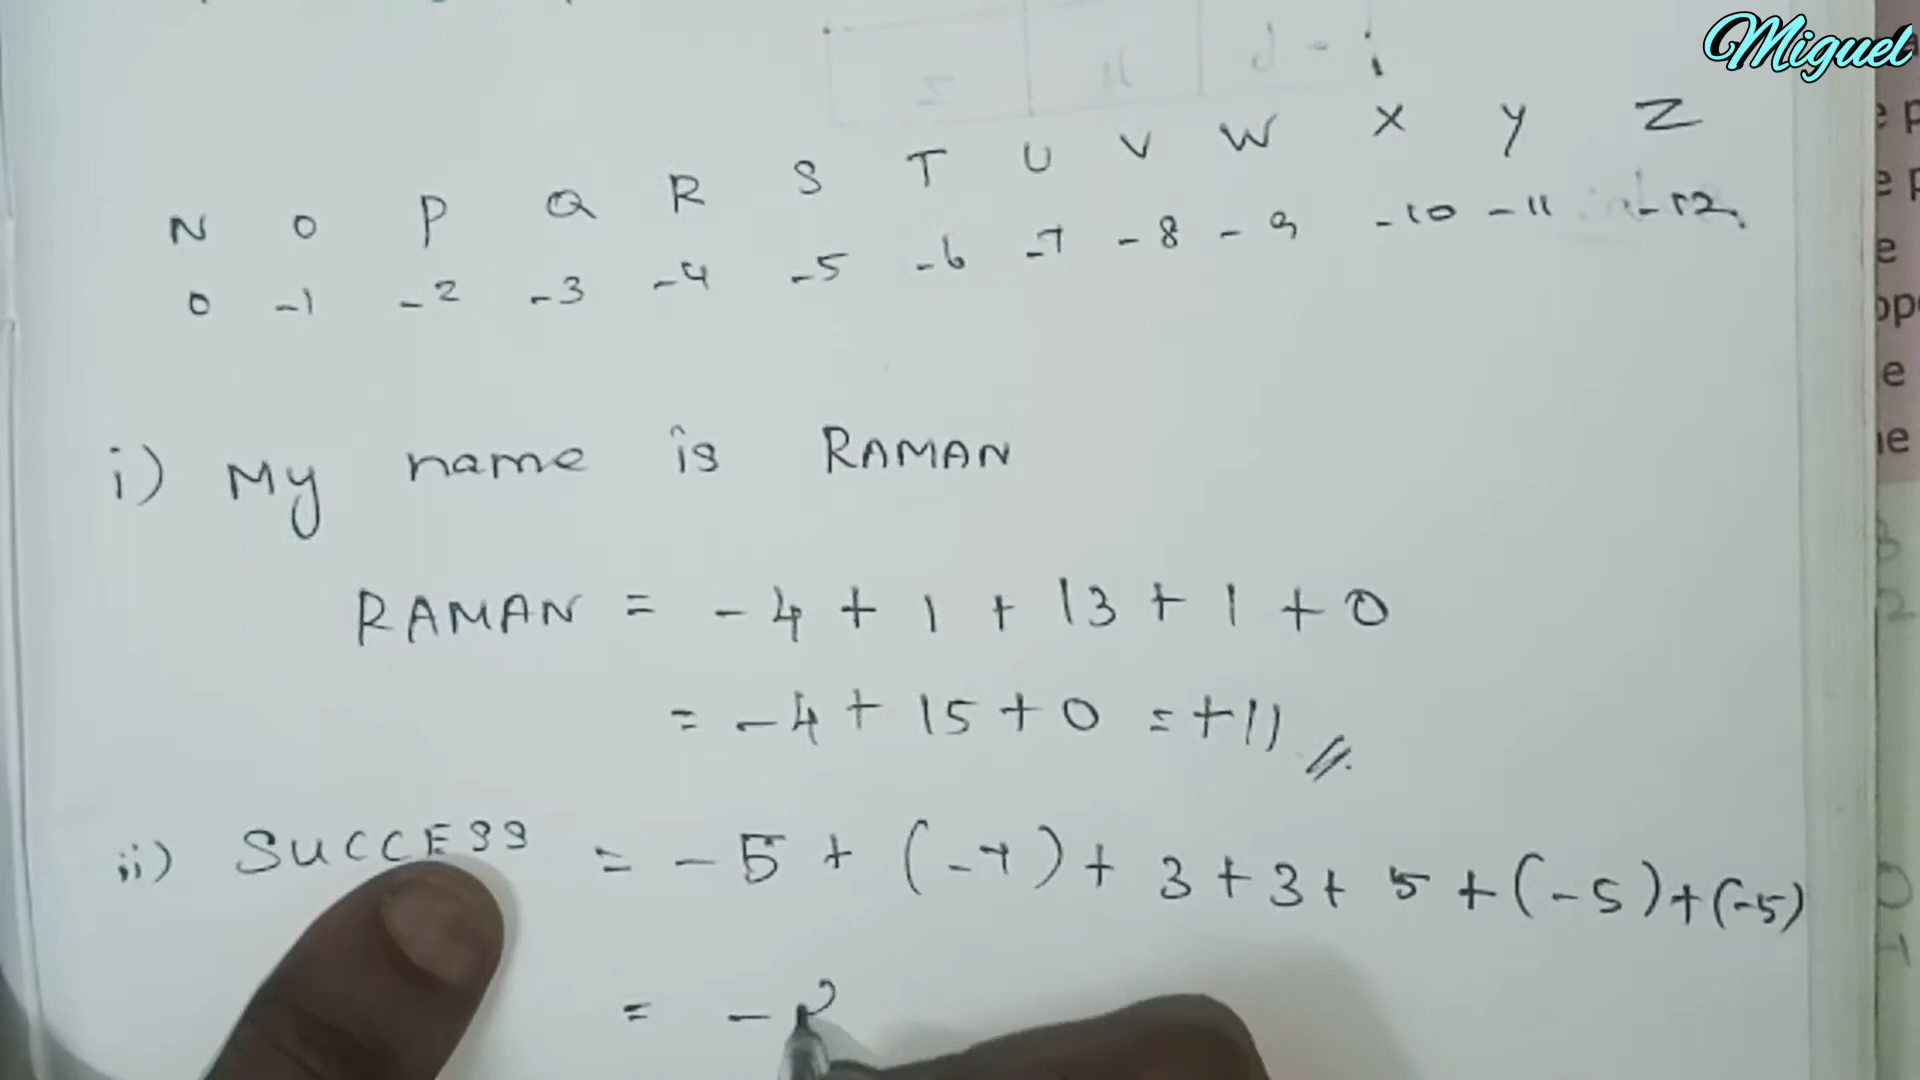 Miguel
N O P Q R S T U V W X Y Z
0 -1 -2 -3 -4 -5 -6 -7 -8 -9 -10 -11 -12
i) My name is RAMAN
RAMAN = -4 + 1 + 13 + 1 + 0
= -4 + 15 + 0 = +11
ii) SUCCESS = -5 + (-7) + 3 + 3 + 5 + (-5) + (-5)
= -